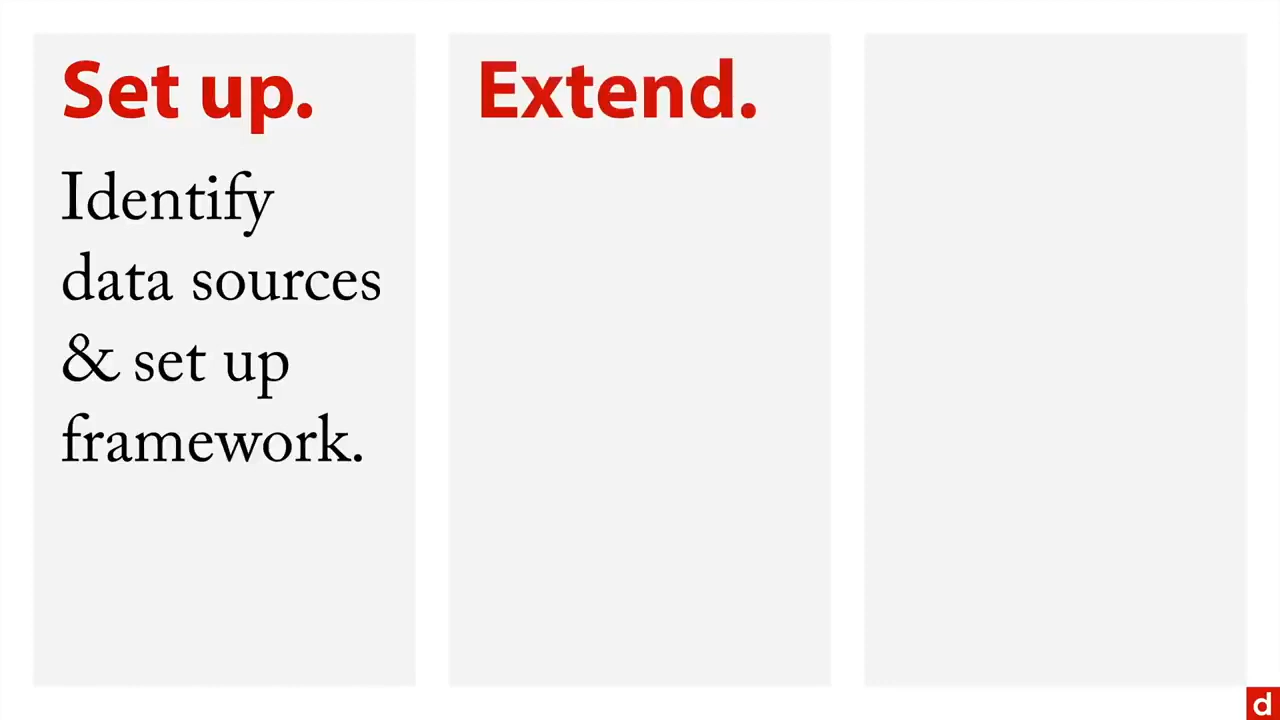 Set up.
Identify
data sources
& set up
framework.
Extend.
d